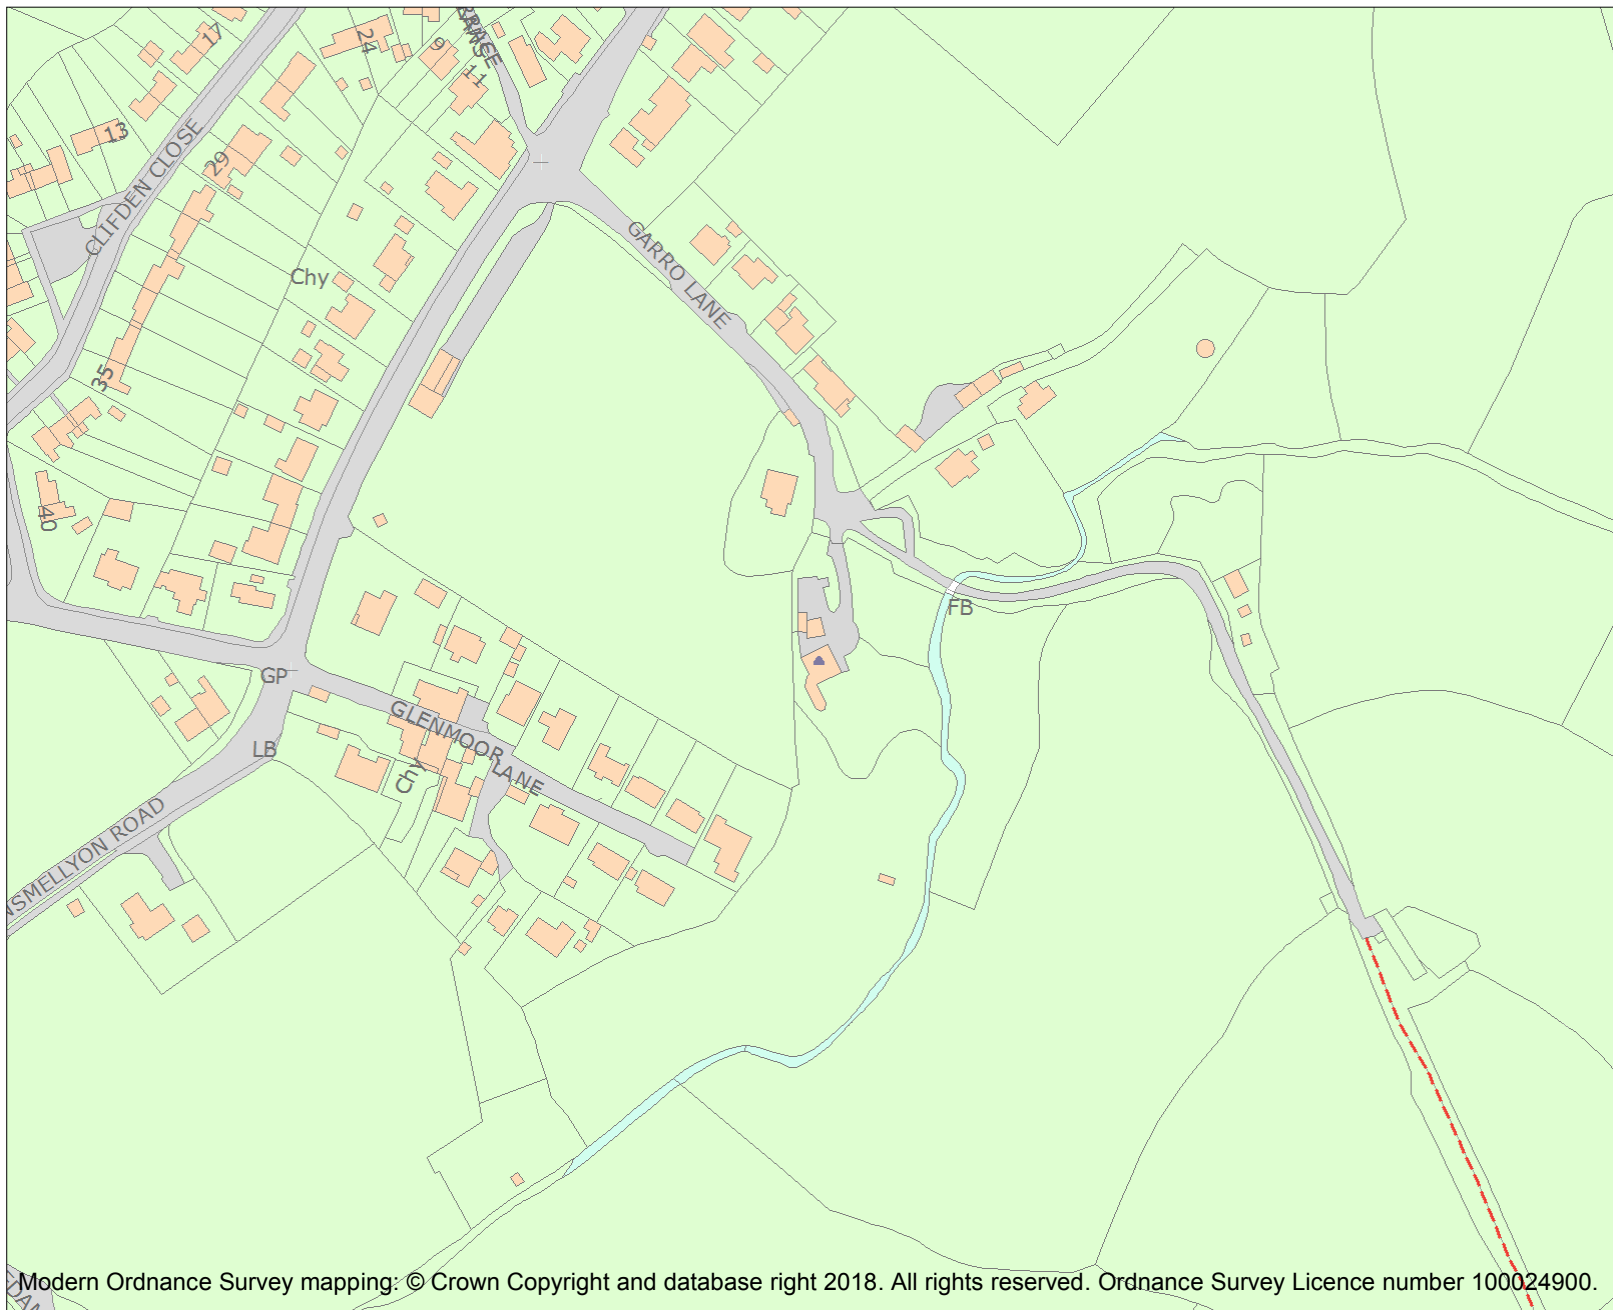 17
24
9
11
13
CLIFDEN CLOSE
29
Chy
GARRO LANE
35
40
FB
GP
GLENMOOR LANE
LB
Chy
NSMELLYON ROAD
Modern Ordnance Survey mapping: © Crown Copyright and database right 2018. All rights reserved. Ordnance Survey Licence number 100024900.